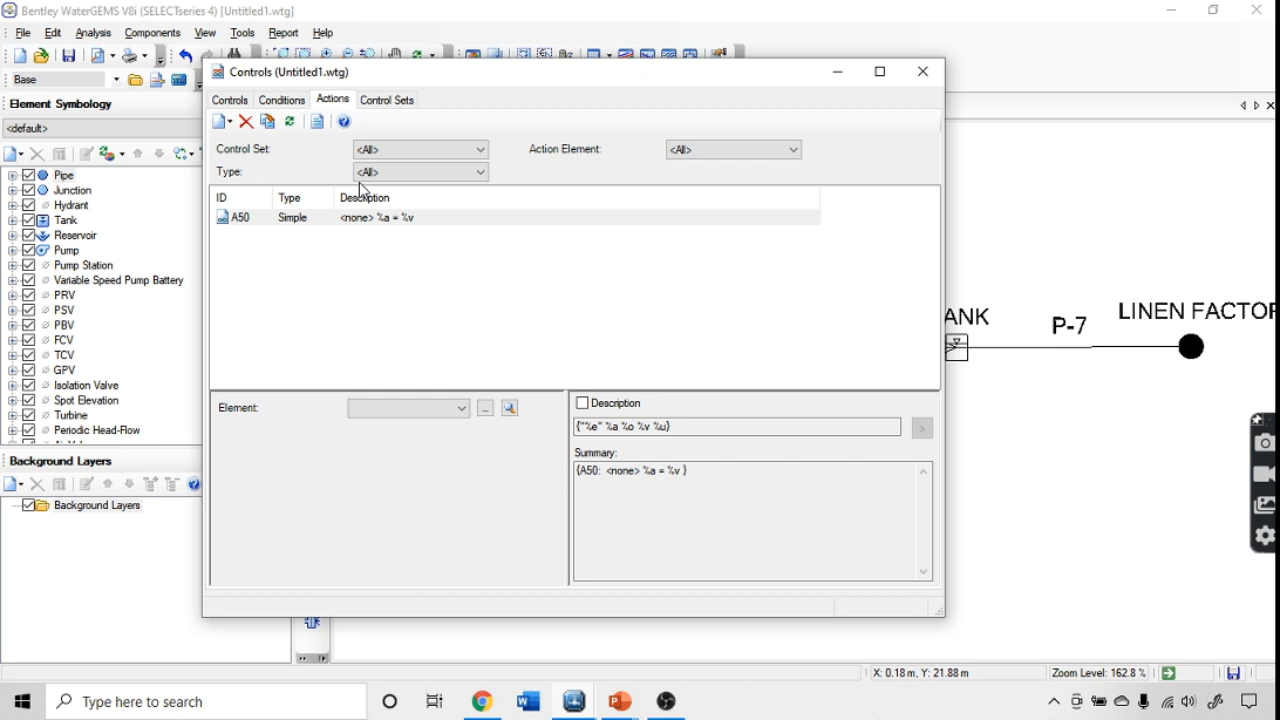 Bentley WaterGEMS V8i (SELECTseries 4) [Untitled1.wtg]
File Edit Analysis Components View Tools Report Help
Base
Element Symbology
<default>
Pipe
Junction
Hydrant
Tank
Reservoir
Pump
Pump Station
Variable Speed Pump Battery
PRV
PSV
PBV
FCV
TCV
GPV
Isolation Valve
Spot Elevation
Turbine
Periodic Head-Flow
Background Layers
Background Layers
Controls (Untitled1.wtg)
Controls Conditions Actions Control Sets
Control Set: <All> Action Element: <All>
Type: <All>
ID Type Description
A50 Simple <none> %a = %v
Element:
Description
{"%e" %a %o %v %u}
>
Summary:
{A50: <none> %a = %v }
ANK
P-7
LINEN FACTOR
X: 0.18 m, Y: 21.88 m Zoom Level: 162.8 %
Type here to search